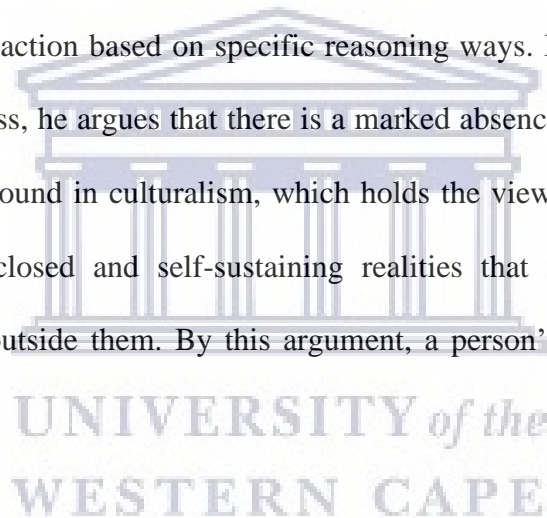 action based on specific reasoning ways.
ss, he argues that there is a marked absenc
ound in culturalism, which holds the view
closed and self-sustaining realities that
outside them. By this argument, a person’
UNIVERSITY of the
WESTERN CAPE